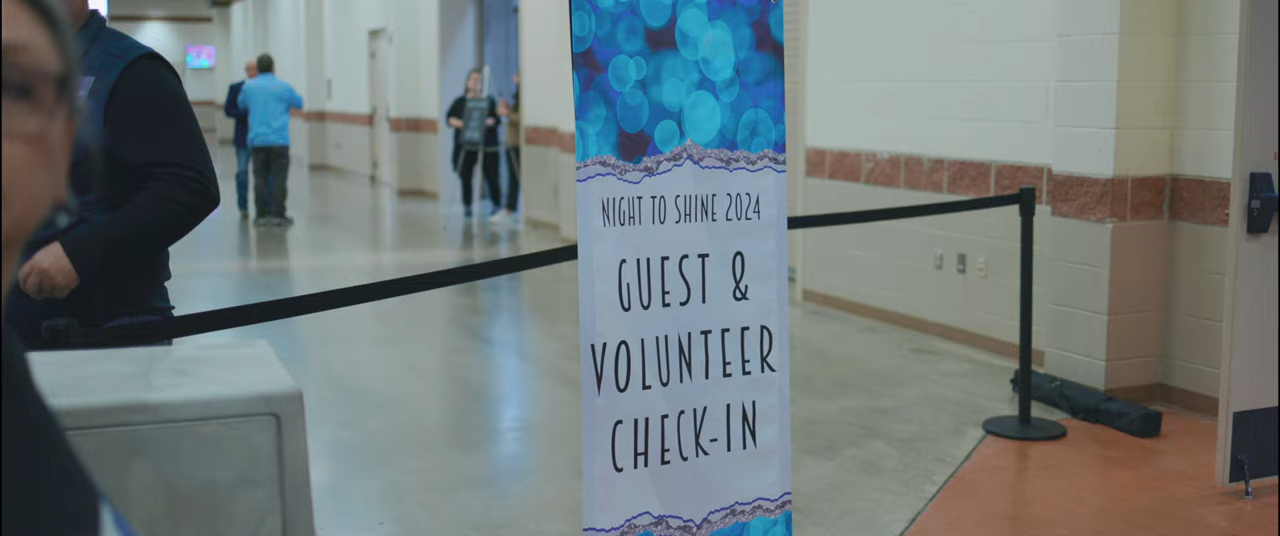 NIGHT TO SHINE 2024
GUEST &
VOLUNTEER
CHECK-IN